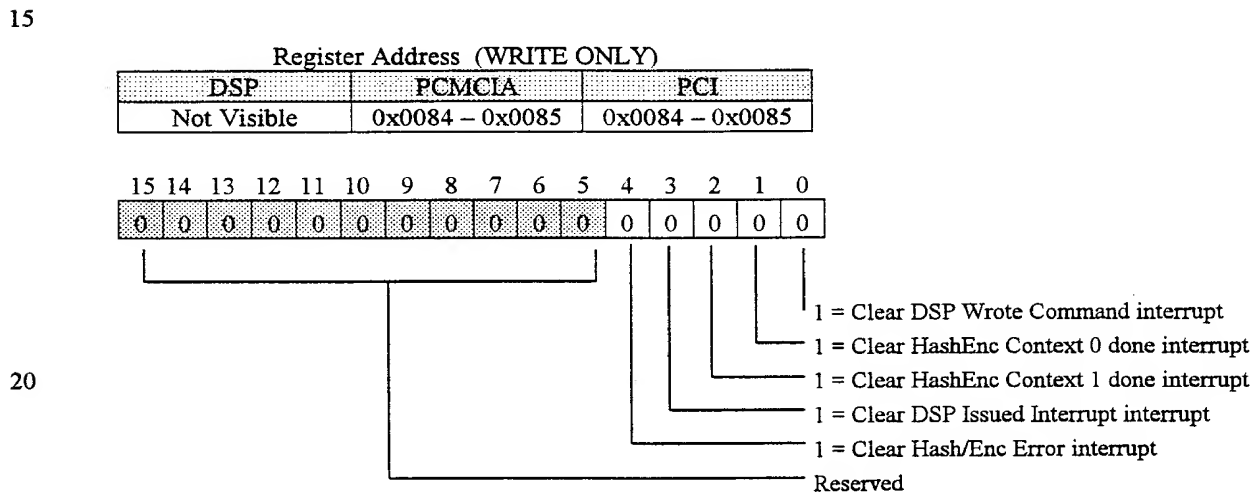 15
Register Address (WRITE ONLY)
DSP PCMCIA PCI
Not Visible 0x0084 – 0x0085 0x0084 – 0x0085
15 14 13 12 11 10 9 8 7 6 5 4 3 2 1 0
0 0 0 0 0 0 0 0 0 0 0 0 0 0 0 0
1 = Clear DSP Wrote Command interrupt
1 = Clear HashEnc Context 0 done interrupt
20 1 = Clear HashEnc Context 1 done interrupt
1 = Clear DSP Issued Interrupt interrupt
1 = Clear Hash/Enc Error interrupt
Reserved